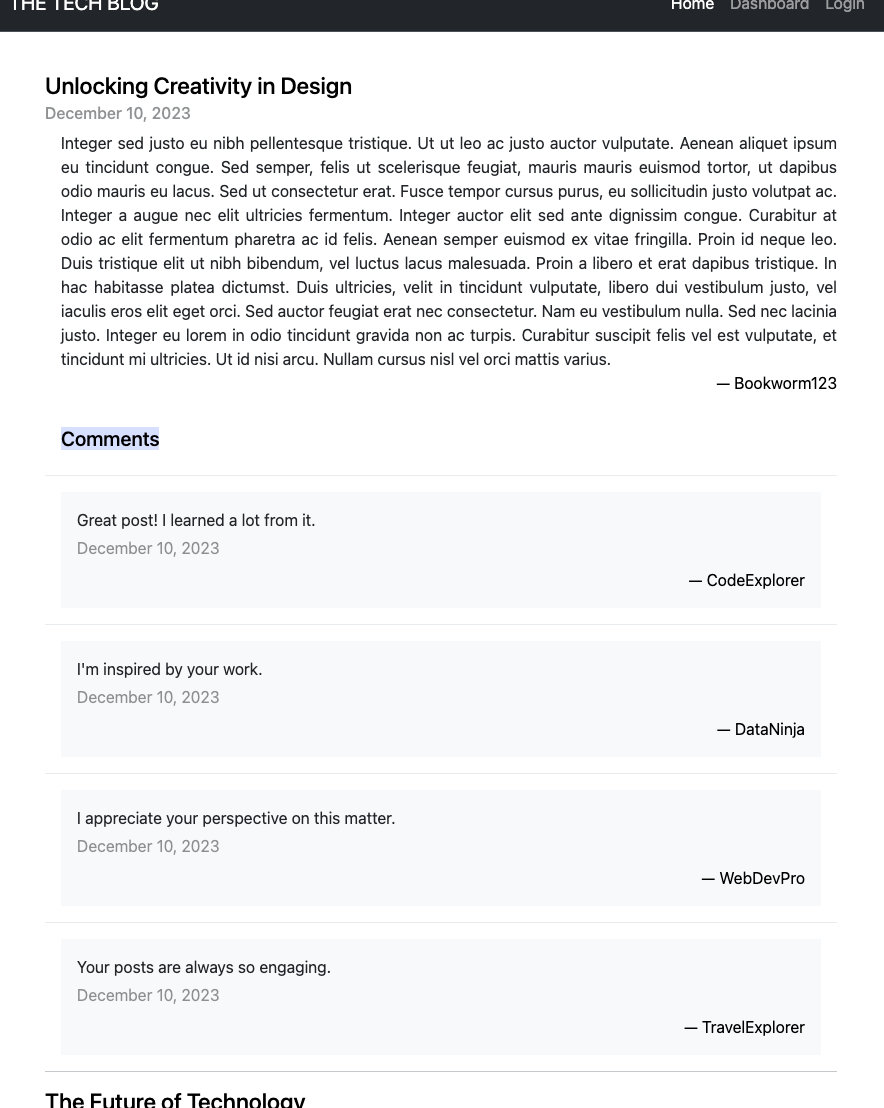 THE TECH BLOG
Home Dashboard Login
Unlocking Creativity in Design
December 10, 2023
Integer sed justo eu nibh pellentesque tristique. Ut ut leo ac justo auctor vulputate. Aenean aliquet ipsum
eu tincidunt congue. Sed semper, felis ut scelerisque feugiat, mauris mauris euismod tortor, ut dapibus
odio mauris eu lacus. Sed ut consectetur erat. Fusce tempor cursus purus, eu sollicitudin justo volutpat ac.
Integer a augue nec elit ultricies fermentum. Integer auctor elit sed ante dignissim congue. Curabitur at
odio ac elit fermentum pharetra ac id felis. Aenean semper euismod ex vitae fringilla. Proin id neque leo.
Duis tristique elit ut nibh bibendum, vel luctus lacus malesuada. Proin a libero et erat dapibus tristique. In
hac habitasse platea dictumst. Duis ultricies, velit in tincidunt vulputate, libero dui vestibulum justo, vel
iaculis eros elit eget orci. Sed auctor feugiat erat nec consectetur. Nam eu vestibulum nulla. Sed nec lacinia
justo. Integer eu lorem in odio tincidunt gravida non ac turpis. Curabitur suscipit felis vel est vulputate, et
tincidunt mi ultricies. Ut id nisi arcu. Nullam cursus nisl vel orci mattis varius.
— Bookworm123
Comments
Great post! I learned a lot from it.
December 10, 2023
— CodeExplorer
I'm inspired by your work.
December 10, 2023
— DataNinja
I appreciate your perspective on this matter.
December 10, 2023
— WebDevPro
Your posts are always so engaging.
December 10, 2023
— TravelExplorer
The Future of Technology